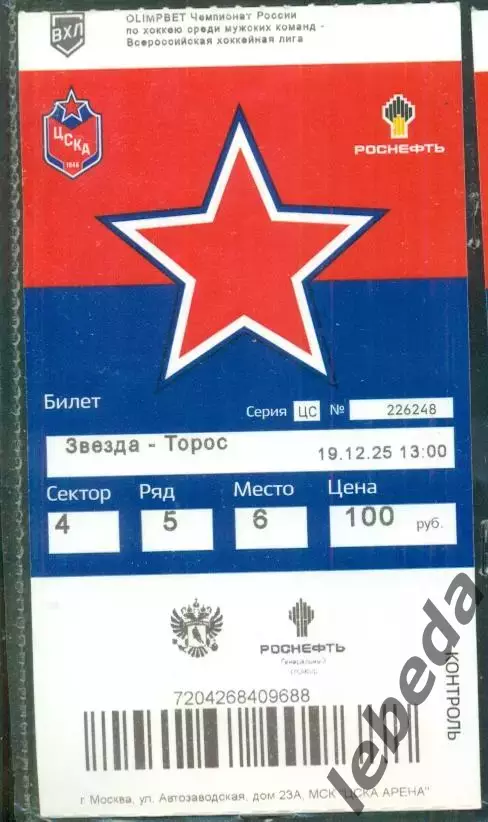 OLIMPBET Чемпионат России
по хоккею среди мужских команд -
Всероссийская хоккейная лига
ВХЛ
ЦСКА
1946
РОСНЕФТЬ
Билет
Серия ЦС № 226248
Звезда - Торос 19.12.25 13:00
Сектор Ряд Место Цена
4 5 6 100 руб.
РОСНЕФТЬ
Генеральный
спонсор
КОНТРОЛЬ
7204268409688
г. Москва, ул. Автозаводская, дом 23А, МСК "ЦСКА АРЕНА"
lebeda